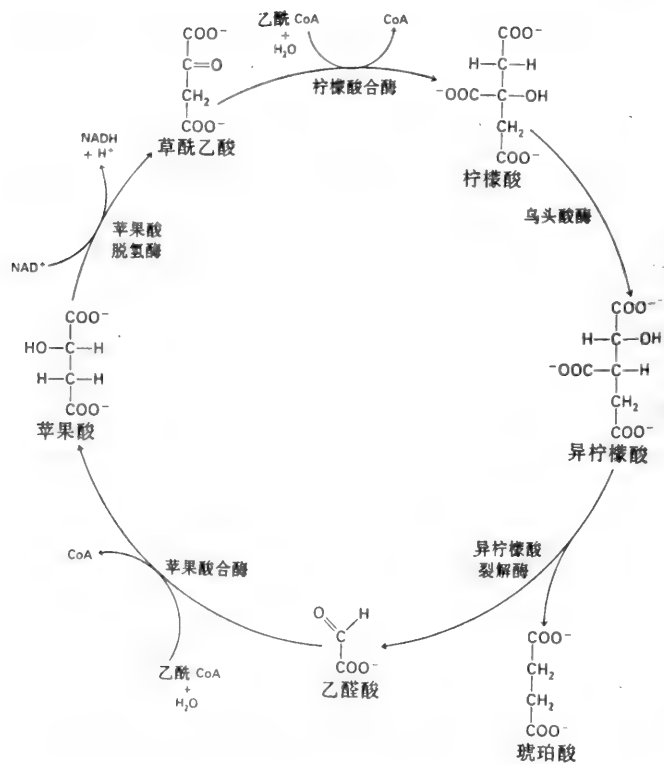 COO⁻
C=O
CH₂
COO⁻
草酰乙酸
乙酰 CoA
+
H₂O
CoA
柠檬酸合酶
COO⁻
H—C—H
⁻OOC—C—OH
CH₂
COO⁻
柠檬酸
乌头酸酶
COO⁻
H—C—OH
⁻OOC—C—H
CH₂
COO⁻
异柠檬酸
异柠檬酸
裂解酶
COO⁻
CH₂
CH₂
COO⁻
琥珀酸
O
H
C
COO⁻
乙醛酸
苹果酸合酶
CoA
乙酰 CoA
+
H₂O
COO⁻
HO—C—H
H—C—H
COO⁻
苹果酸
苹果酸
脱氢酶
NAD⁺
NADH
+ H⁺